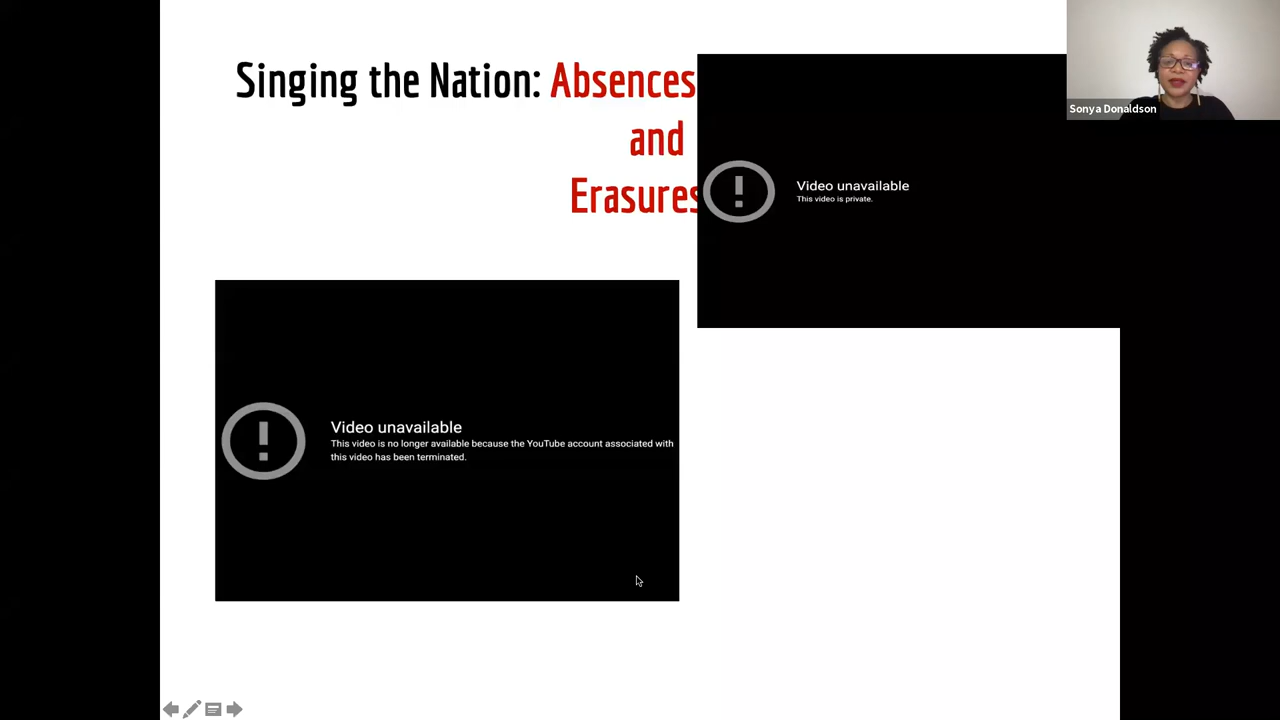 Singing the Nation: Absences
and
Erasures
Video unavailable
This video is private.
Sonya Donaldson
Video unavailable
This video is no longer available because the YouTube account associated with
this video has been terminated.